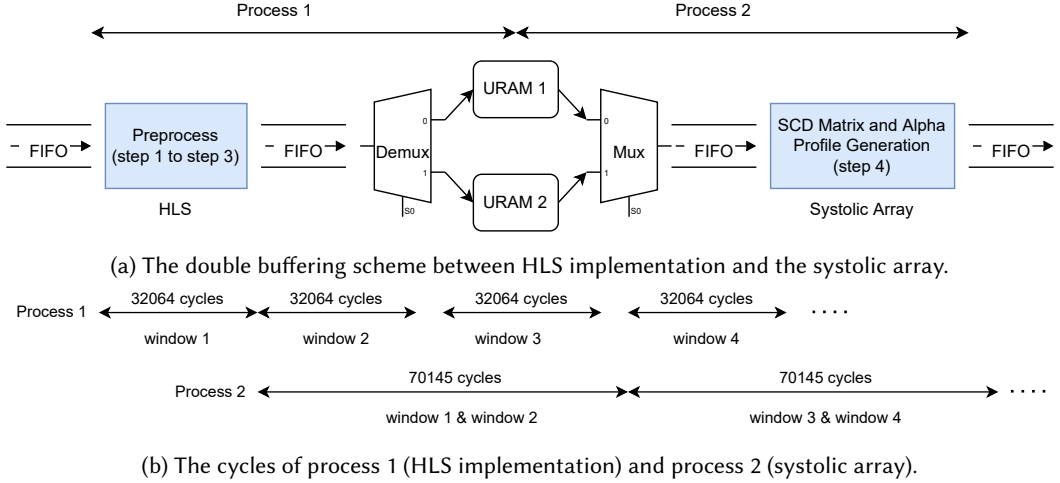 Process 1
Process 2
URAM 1
FIFO
Preprocess
(step 1 to step 3)
FIFO
Demux
0
1
S0
URAM 2
0
1
Mux
S0
FIFO
SCD Matrix and Alpha
Profile Generation
(step 4)
FIFO
HLS
Systolic Array
(a) The double buffering scheme between HLS implementation and the systolic array.
Process 1
32064 cycles
32064 cycles
32064 cycles
32064 cycles
. . . .
window 1
window 2
window 3
window 4
Process 2
70145 cycles
70145 cycles
. . . .
window 1 & window 2
window 3 & window 4
(b) The cycles of process 1 (HLS implementation) and process 2 (systolic array).